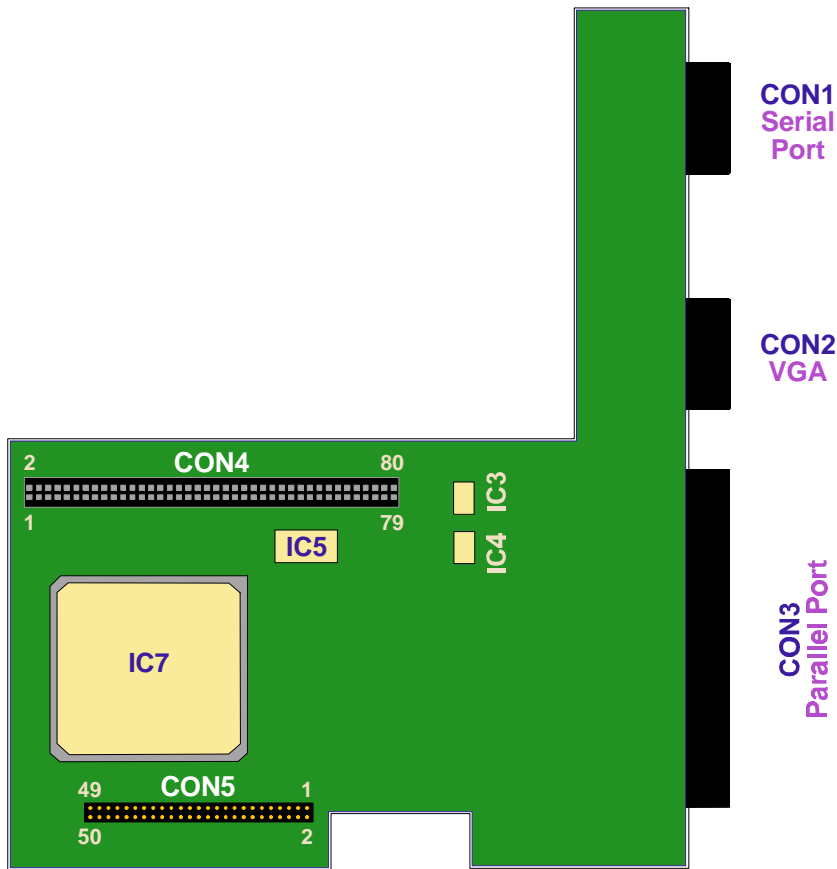 CON1
Serial
Port
CON2
VGA
2
CON4
80
1
79
IC3
IC5
IC4
CON3
Parallel Port
IC7
49
CON5
1
50
2